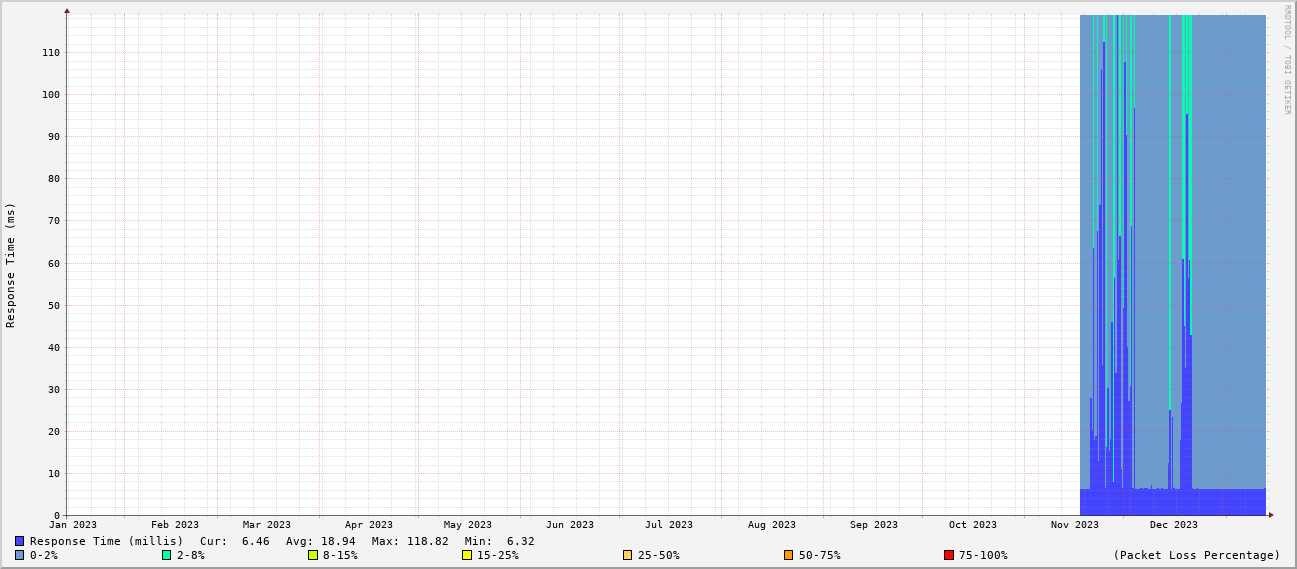 RRDTOOL / TOBI OETIKER
Response Time (ms)
110
100
90
80
70
60
50
40
30
20
10
0
Jan 2023 Feb 2023 Mar 2023 Apr 2023 May 2023 Jun 2023 Jul 2023 Aug 2023 Sep 2023 Oct 2023 Nov 2023 Dec 2023
Response Time (millis) Cur: 6.46 Avg: 18.94 Max: 118.82 Min: 6.32
0-2% 2-8% 8-15% 15-25% 25-50% 50-75% 75-100% (Packet Loss Percentage)